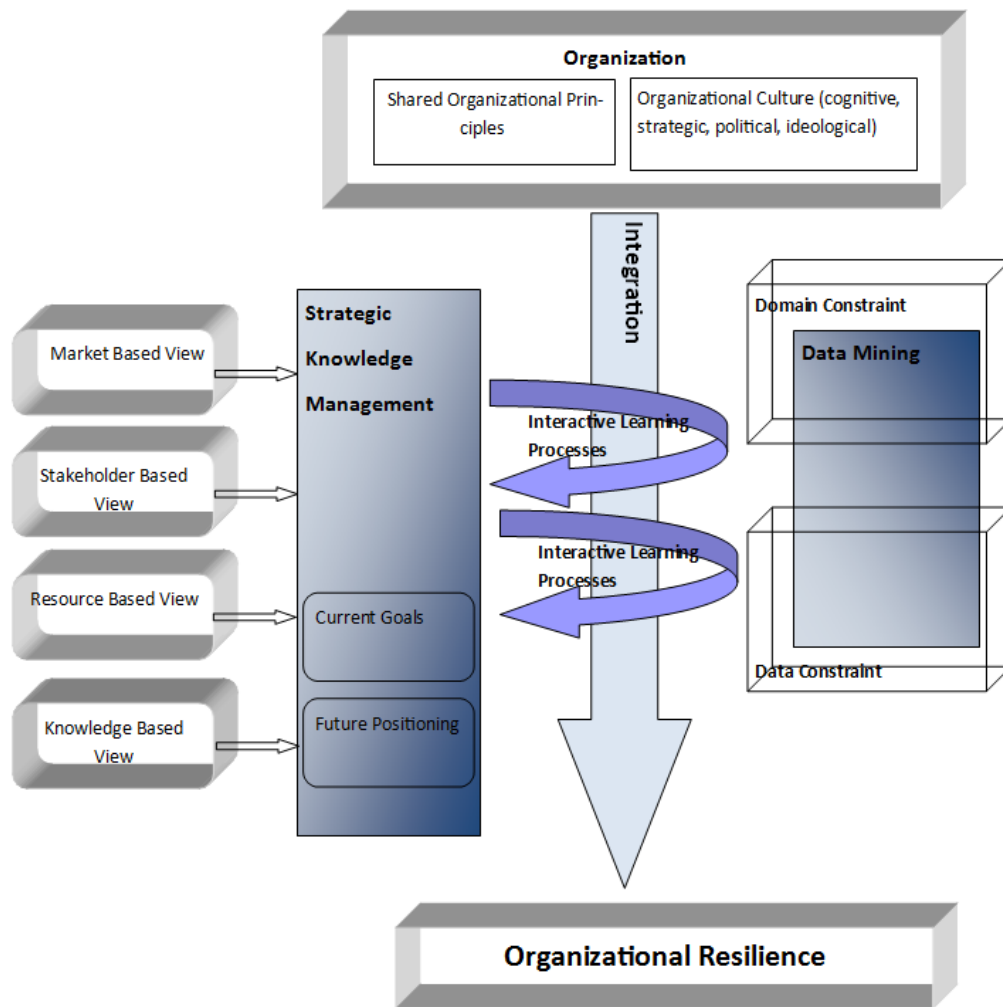 Organization
Shared Organizational Prin-
ciples
Organizational Culture (cognitive,
strategic, political, ideological)
Integration
Market Based View
Stakeholder Based
View
Resource Based View
Knowledge Based
View
Strategic
Knowledge
Management
Current Goals
Future Positioning
Interactive Learning
Processes
Interactive Learning
Processes
Domain Constraint
Data Mining
Data Constraint
Organizational Resilience